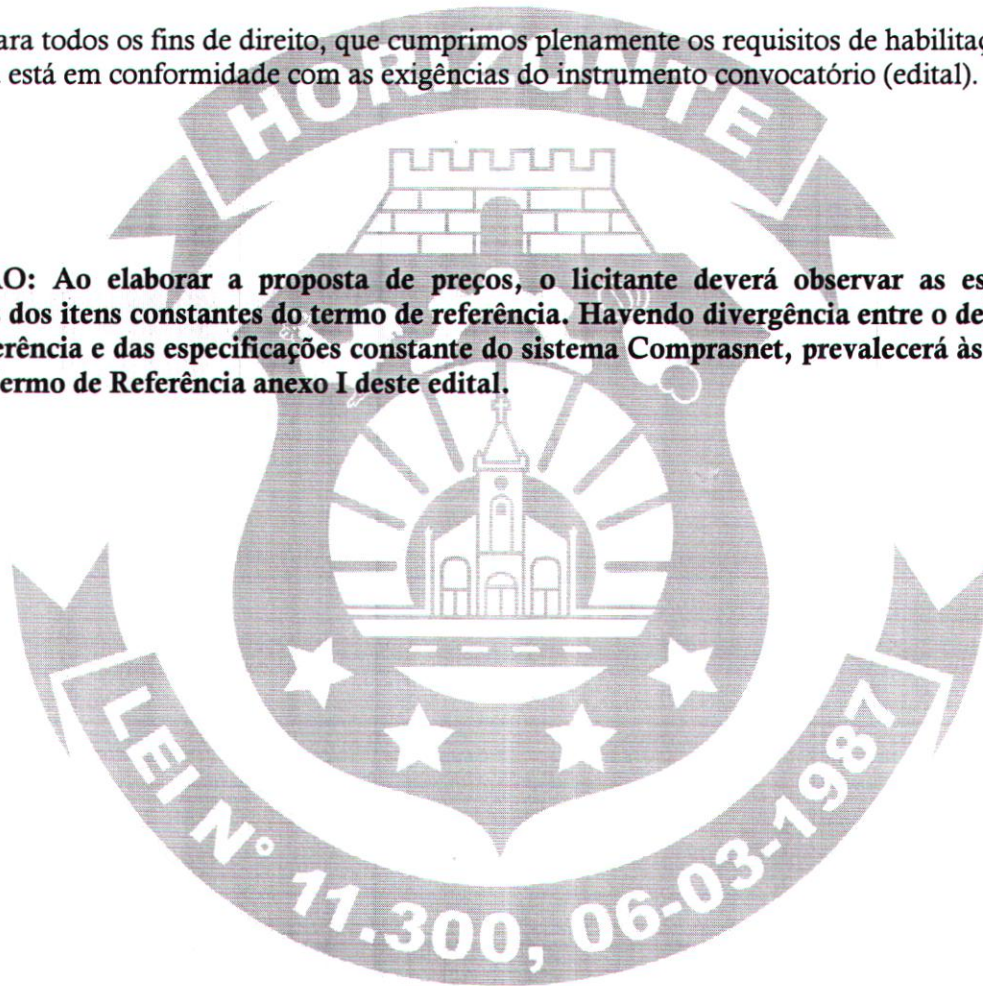 ara todos os fins de direito, que cumprimos plenamente os requisitos de habilitaç
está em conformidade com as exigências do instrumento convocatório (edital).
HORIZONTE
ÃO: Ao elaborar a proposta de preços, o licitante deverá observar as es
dos itens constantes do termo de referência. Havendo divergência entre o de
erência e das especificações constante do sistema Comprasnet, prevalecerá às
ermo de Referência anexo I deste edital.
LEI N° 11.300, 06-03-1987